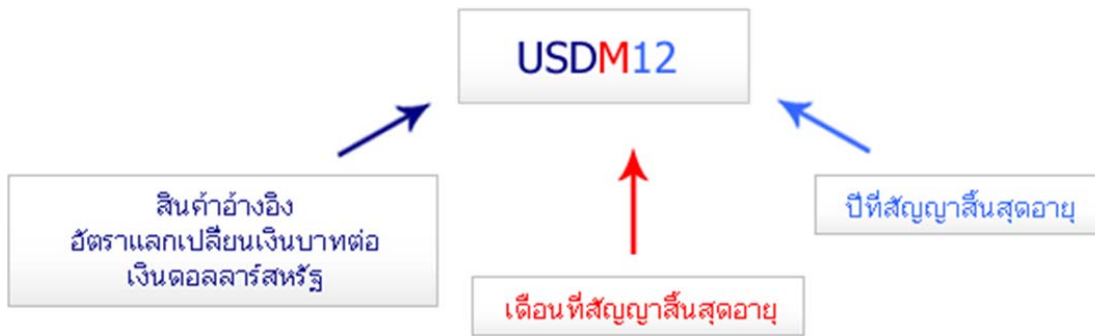 USDM12
สินค้าอ้างอิง
อัตราแลกเปลี่ยนเงินบาทต่อ
เงินดอลลาร์สหรัฐ
เดือนที่สัญญาสิ้นสุดอายุ
ปีที่สัญญาสิ้นสุดอายุ